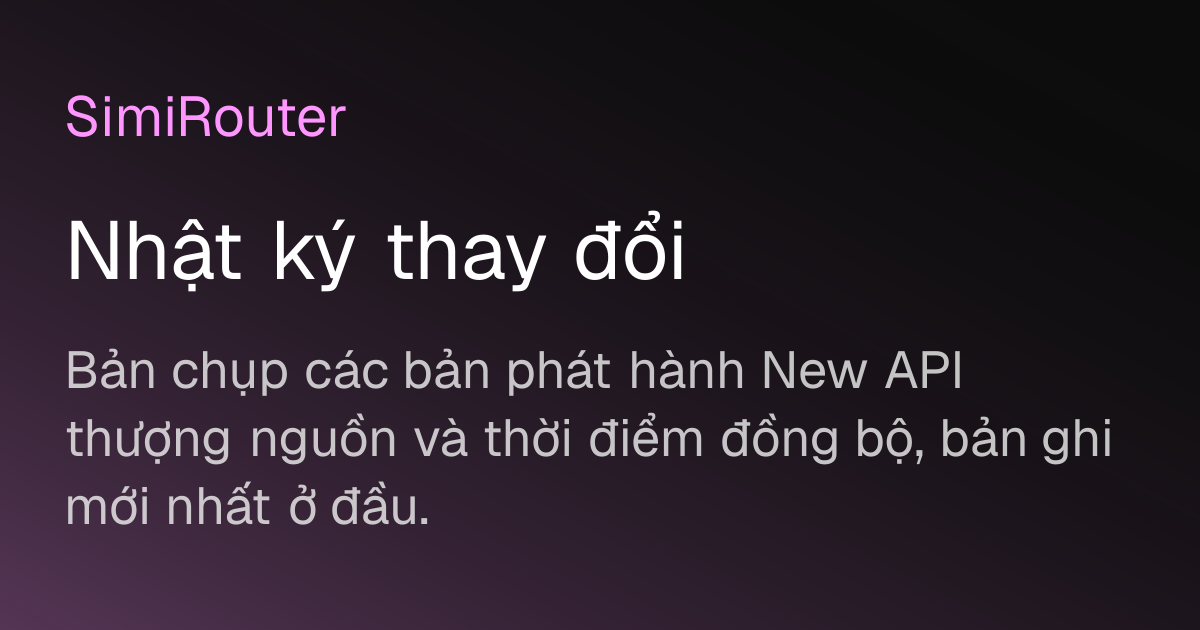 SimiRouter
Nhật ký thay đổi
Bản chụp các bản phát hành New API
thượng nguồn và thời điểm đồng bộ, bản ghi
mới nhất ở đầu.